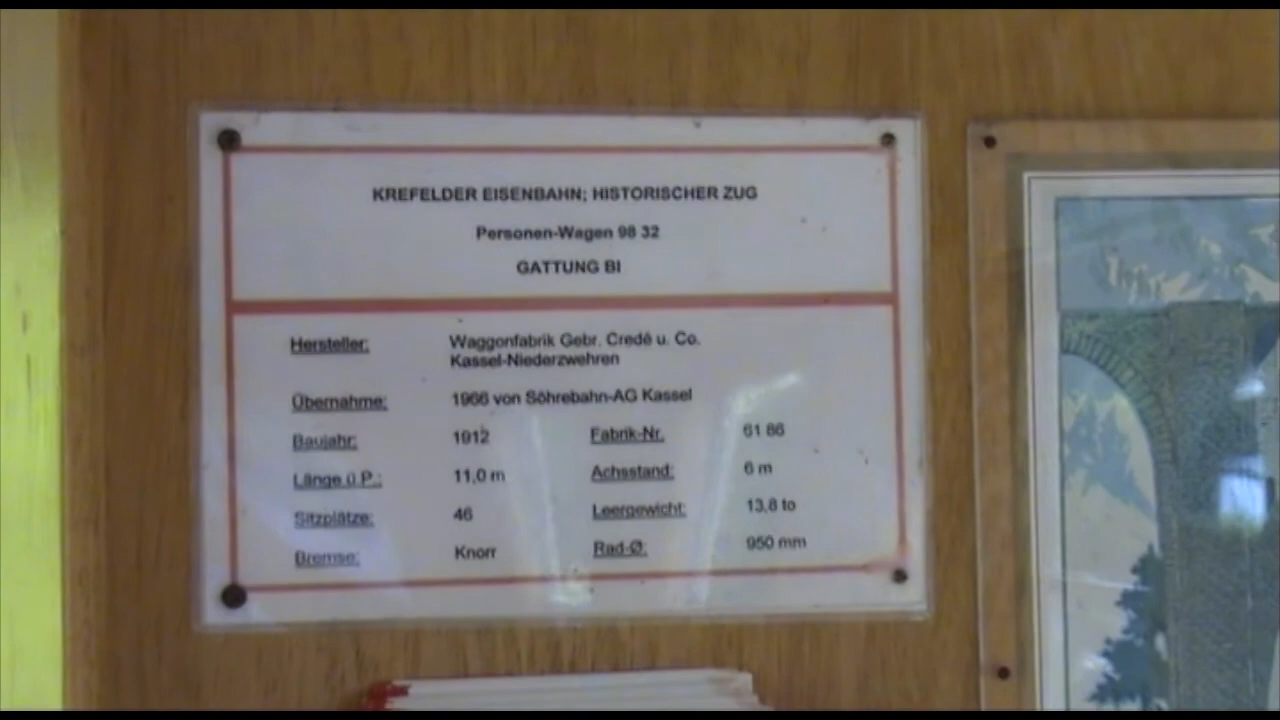 KREFELDER EISENBAHN; HISTORISCHER ZUG
Personen-Wagen 98 32
GATTUNG BI
Hersteller: Waggonfabrik Gebr. Credé u. Co.
Kassel-Niederzwehren
Übernahme: 1966 von Söhrebahn-AG Kassel
Baujahr: 1912 Fabrik-Nr. 61 86
Länge ü P.: 11,0 m Achsstand: 6 m
Sitzplätze: 46 Leergewicht: 13,8 to
Bremse: Knorr Rad-Ø: 950 mm